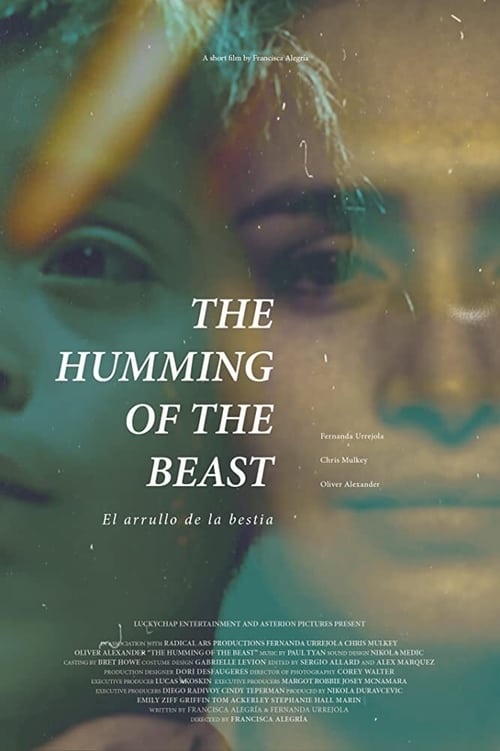 A short film by Francisca Alegría
THE
HUMMING
OF THE
BEAST
El arrullo de la bestia
Fernanda Urrejola
Chris Mulkey
Oliver Alexander
LUCKYCHAP ENTERTAINMENT AND ASTERION PICTURES PRESENT
IN ASSOCIATION WITH RADICAL ARS PRODUCTIONS FERNANDA URREJOLA CHRIS MULKEY
OLIVER ALEXANDER "THE HUMMING OF THE BEAST" MUSIC BY PAUL TYAN SOUND DESIGN NIKOLA MEDIC
CASTING BY BRET HOWE COSTUME DESIGN GABRIELLE LEVION EDITED BY SERGIO ALLARD AND ALEX MARQUEZ
PRODUCTION DESIGNER DORI DESFAUGERES DIRECTOR OF PHOTOGRAPHY COREY WALTER
EXECUTIVE PRODUCER LUCAS AKOSKIN EXECUTIVE PRODUCERS MARGOT ROBBIE JOSEY MCNAMARA
EXECUTIVE PRODUCERS DIEGO RADIVOY CINDY TEPERMAN PRODUCED BY NIKOLA DURAVCEVIC
EMILY ZIFF GRIFFIN TOM ACKERLEY STEPHANIE HALL MARIN
WRITTEN BY FRANCISCA ALEGRÍA & FERNANDA URREJOLA
DIRECTED BY FRANCISCA ALEGRÍA